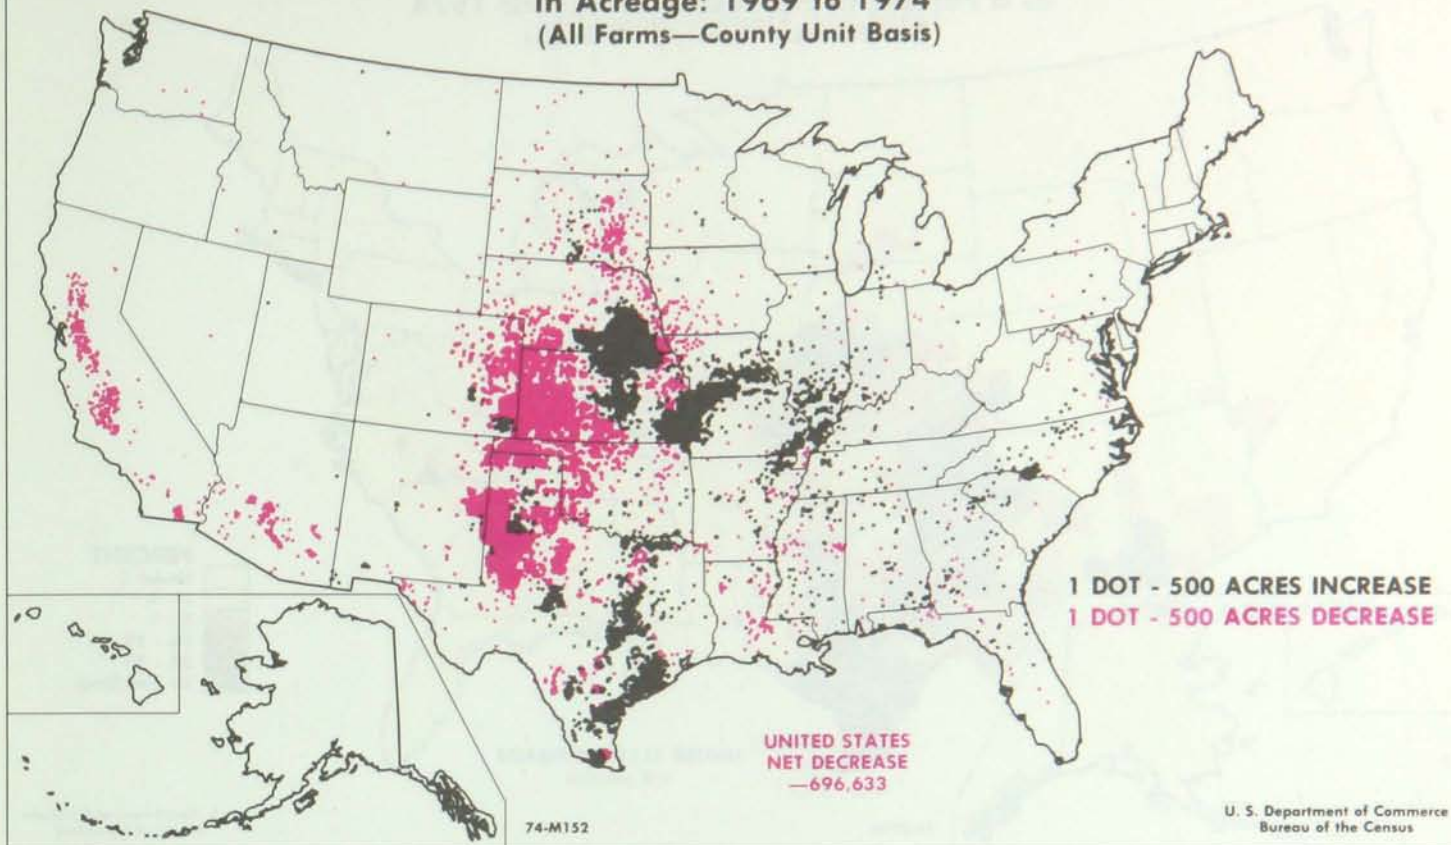 In Acreage: 1969 to 1974
(All Farms—County Unit Basis)
1 DOT - 500 ACRES INCREASE
1 DOT - 500 ACRES DECREASE
UNITED STATES
NET DECREASE
—696,633
74-M152
U. S. Department of Commerce
Bureau of the Census